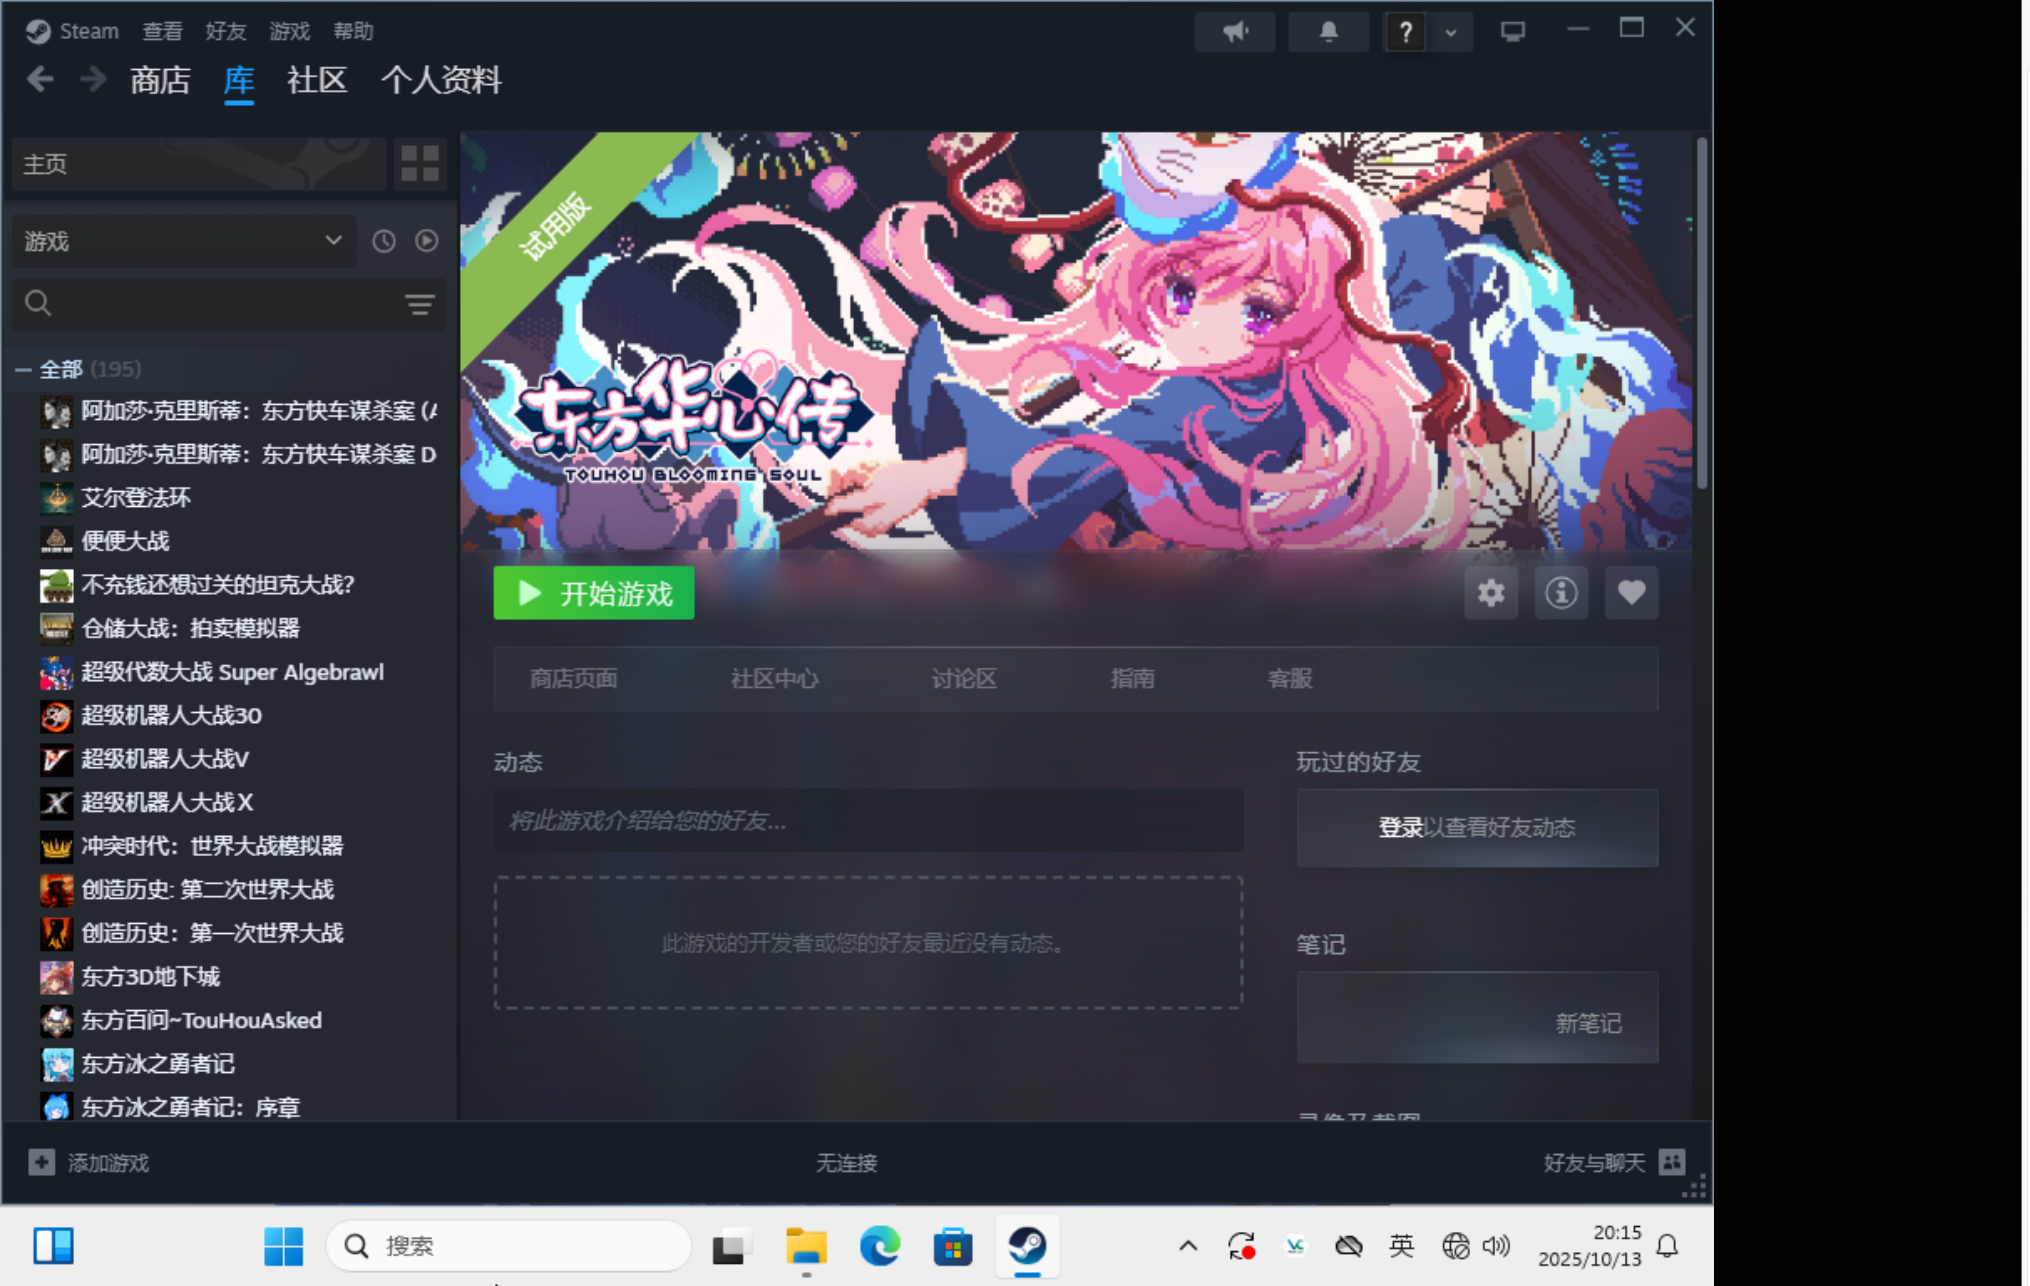 Steam 查看 好友 游戏 帮助
商店 库 社区 个人资料
主页
游戏
全部 (195)
阿加莎·克里斯蒂：东方快车谋杀案 (A
阿加莎·克里斯蒂：东方快车谋杀案 D
艾尔登法环
便便大战
不充钱还想过关的坦克大战?
仓储大战：拍卖模拟器
超级代数大战 Super Algebrawl
超级机器人大战30
超级机器人大战V
超级机器人大战X
冲突时代：世界大战模拟器
创造历史: 第二次世界大战
创造历史：第一次世界大战
东方3D地下城
东方百问~TouHouAsked
东方冰之勇者记
东方冰之勇者记：序章
试用版
东方华心传
TOUHOU BLOOMING SOUL
开始游戏
商店页面 社区中心 讨论区 指南 客服
动态
将此游戏介绍给您的好友...
此游戏的开发者或您的好友最近没有动态。
玩过的好友
登录以查看好友动态
笔记
新笔记
添加游戏 无连接 好友与聊天
搜索
英
20:15
2025/10/13